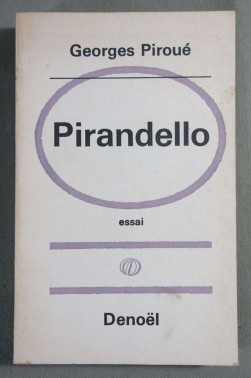 Georges Piroué
Pirandello
essai
Denoël